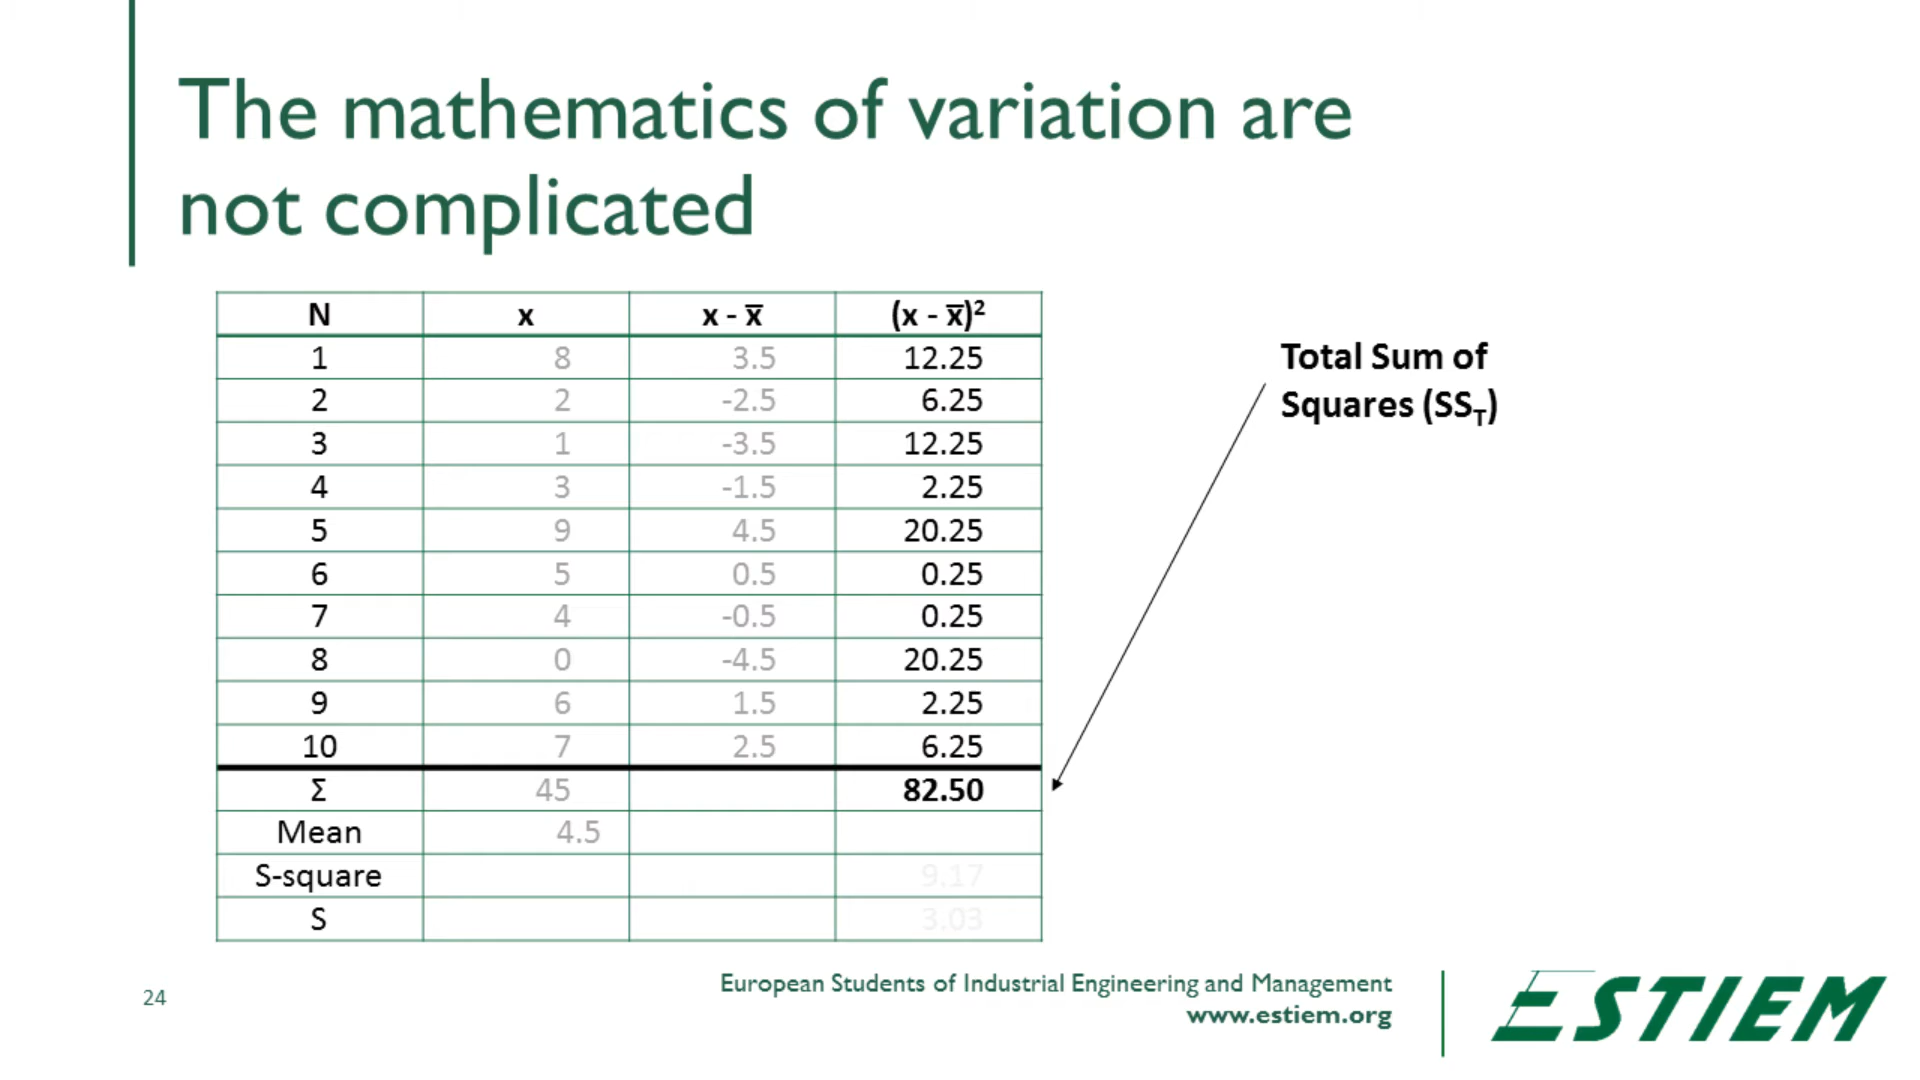 The mathematics of variation are
not complicated
N x x - x̅ (x - x̅)²
1 8 3.5 12.25
2 2 -2.5 6.25
3 1 -3.5 12.25
4 3 -1.5 2.25
5 9 4.5 20.25
6 5 0.5 0.25
7 4 -0.5 0.25
8 0 -4.5 20.25
9 6 1.5 2.25
10 7 2.5 6.25
Σ 45 82.50
Mean 4.5
S-square 9.17
S 3,03
Total Sum of
Squares (SS_T)
24
European Students of Industrial Engineering and Management
www.estiem.org
ESTIEM